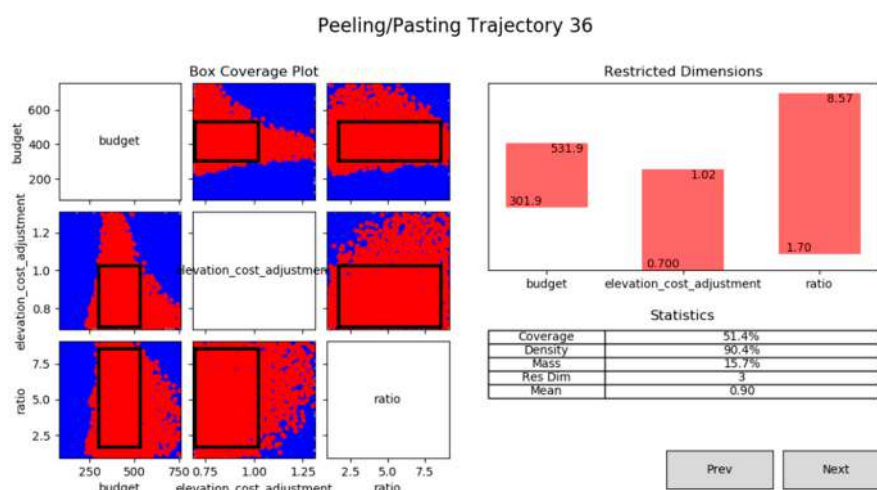 Peeling/Pasting Trajectory 36
Box Coverage Plot
budget
600
400
200
budget
elevation_cost_adjustment
1.2
1.0
0.8
elevation_cost_adjustment
ratio
7.5
5.0
2.5
ratio
250 500 750 0.75 1.00 1.25 2.5 5.0 7.5
budget elevation_cost_adjustment ratio
Restricted Dimensions
8.57
531.9
1.02
301.9
1.70
0.700
budget elevation_cost_adjustment ratio
Statistics
Coverage 51.4%
Density 90.4%
Mass 15.7%
Res Dim 3
Mean 0.90
Prev Next